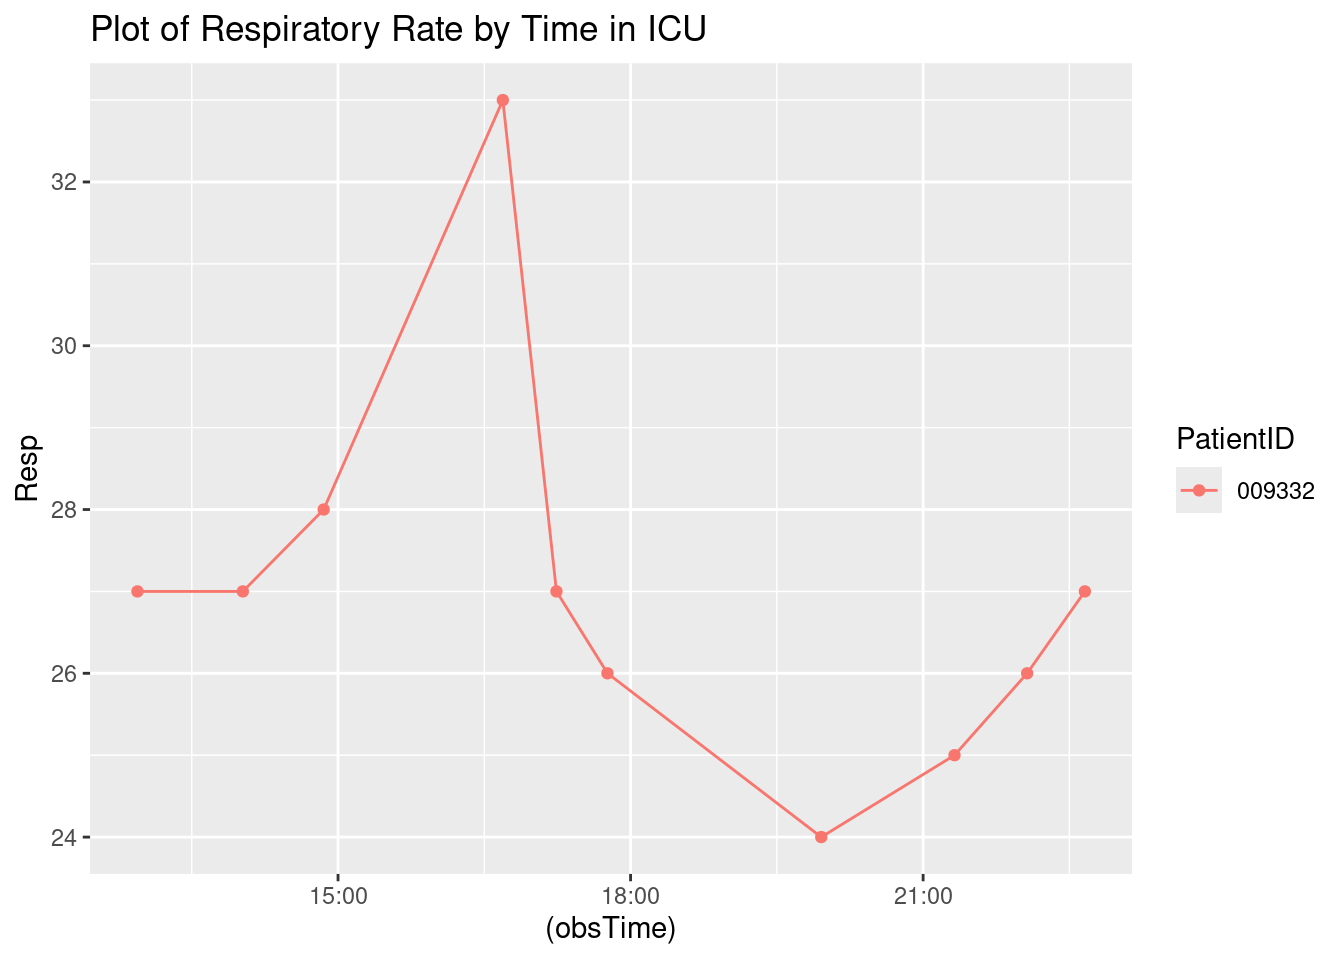 Plot of Respiratory Rate by Time in ICU
32
30
28
26
24
Resp
15:00 18:00 21:00
(obsTime)
PatientID
009332